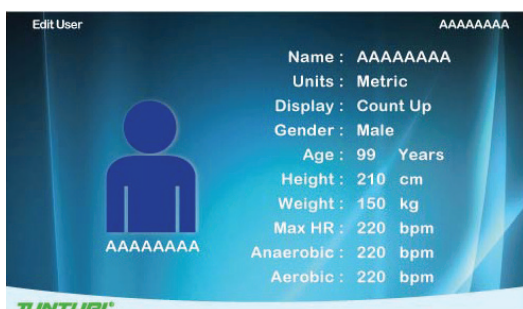 Edit User
AAAAAAAA
Name : AAAAAAAA
Units : Metric
Display : Count Up
Gender : Male
Age : 99 Years
Height : 210 cm
Weight : 150 kg
Max HR : 220 bpm
AAAAAAAA
Anaerobic : 220 bpm
Aerobic : 220 bpm